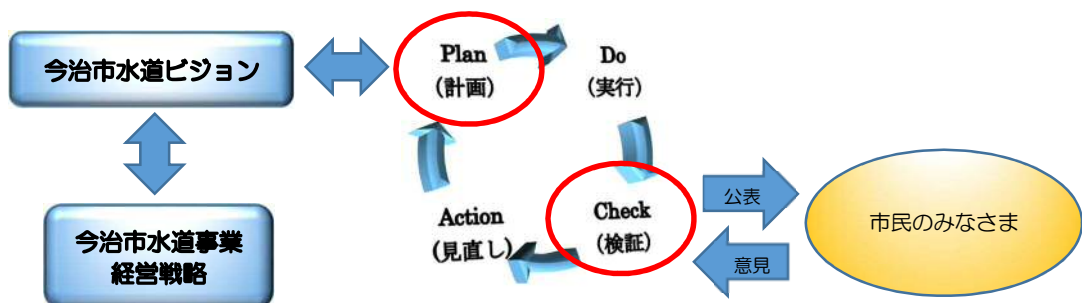 今治市水道ビジョン
今治市水道事業
経営戦略
Plan
(計画)
Do
(実行)
Check
(検証)
Action
(見直し)
公表
意見
市民のみなさま